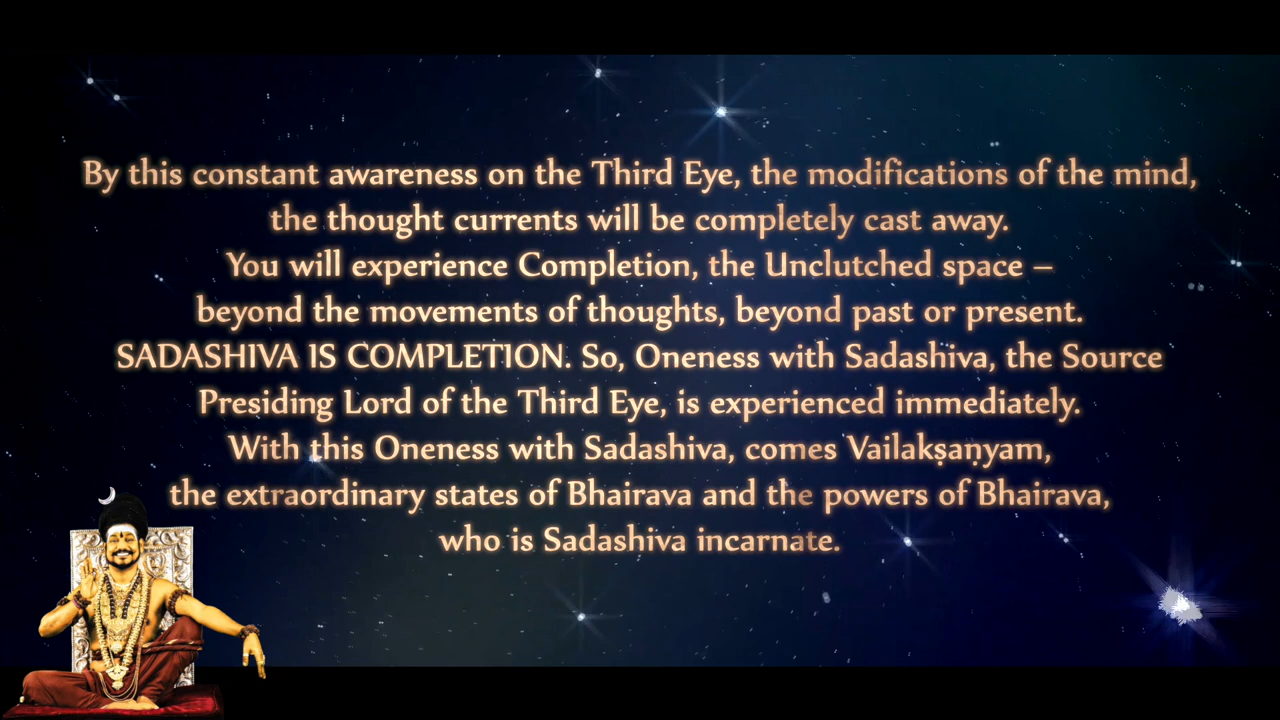 By this constant awareness on the Third Eye, the modifications of the mind,
the thought currents will be completely cast away.
You will experience Completion, the Unclutched space –
beyond the movements of thoughts, beyond past or present.
SADASHIVA IS COMPLETION. So, Oneness with Sadashiva, the Source
Presiding Lord of the Third Eye, is experienced immediately.
With this Oneness with Sadashiva, comes Vailakṣaṇyam,
the extraordinary states of Bhairava and the powers of Bhairava,
who is Sadashiva incarnate.